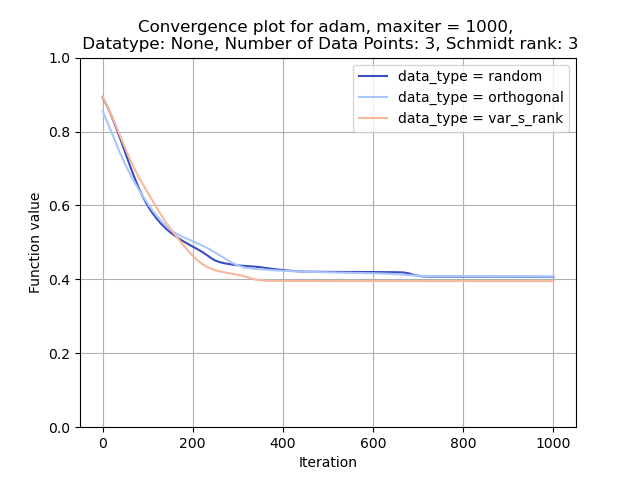 Convergence plot for adam, maxiter = 1000,
Datatype: None, Number of Data Points: 3, Schmidt rank: 3
1.0
0.8
0.6
0.4
0.2
0.0
Function value
data_type = random
data_type = orthogonal
data_type = var_s_rank
0
200
400
600
800
1000
Iteration